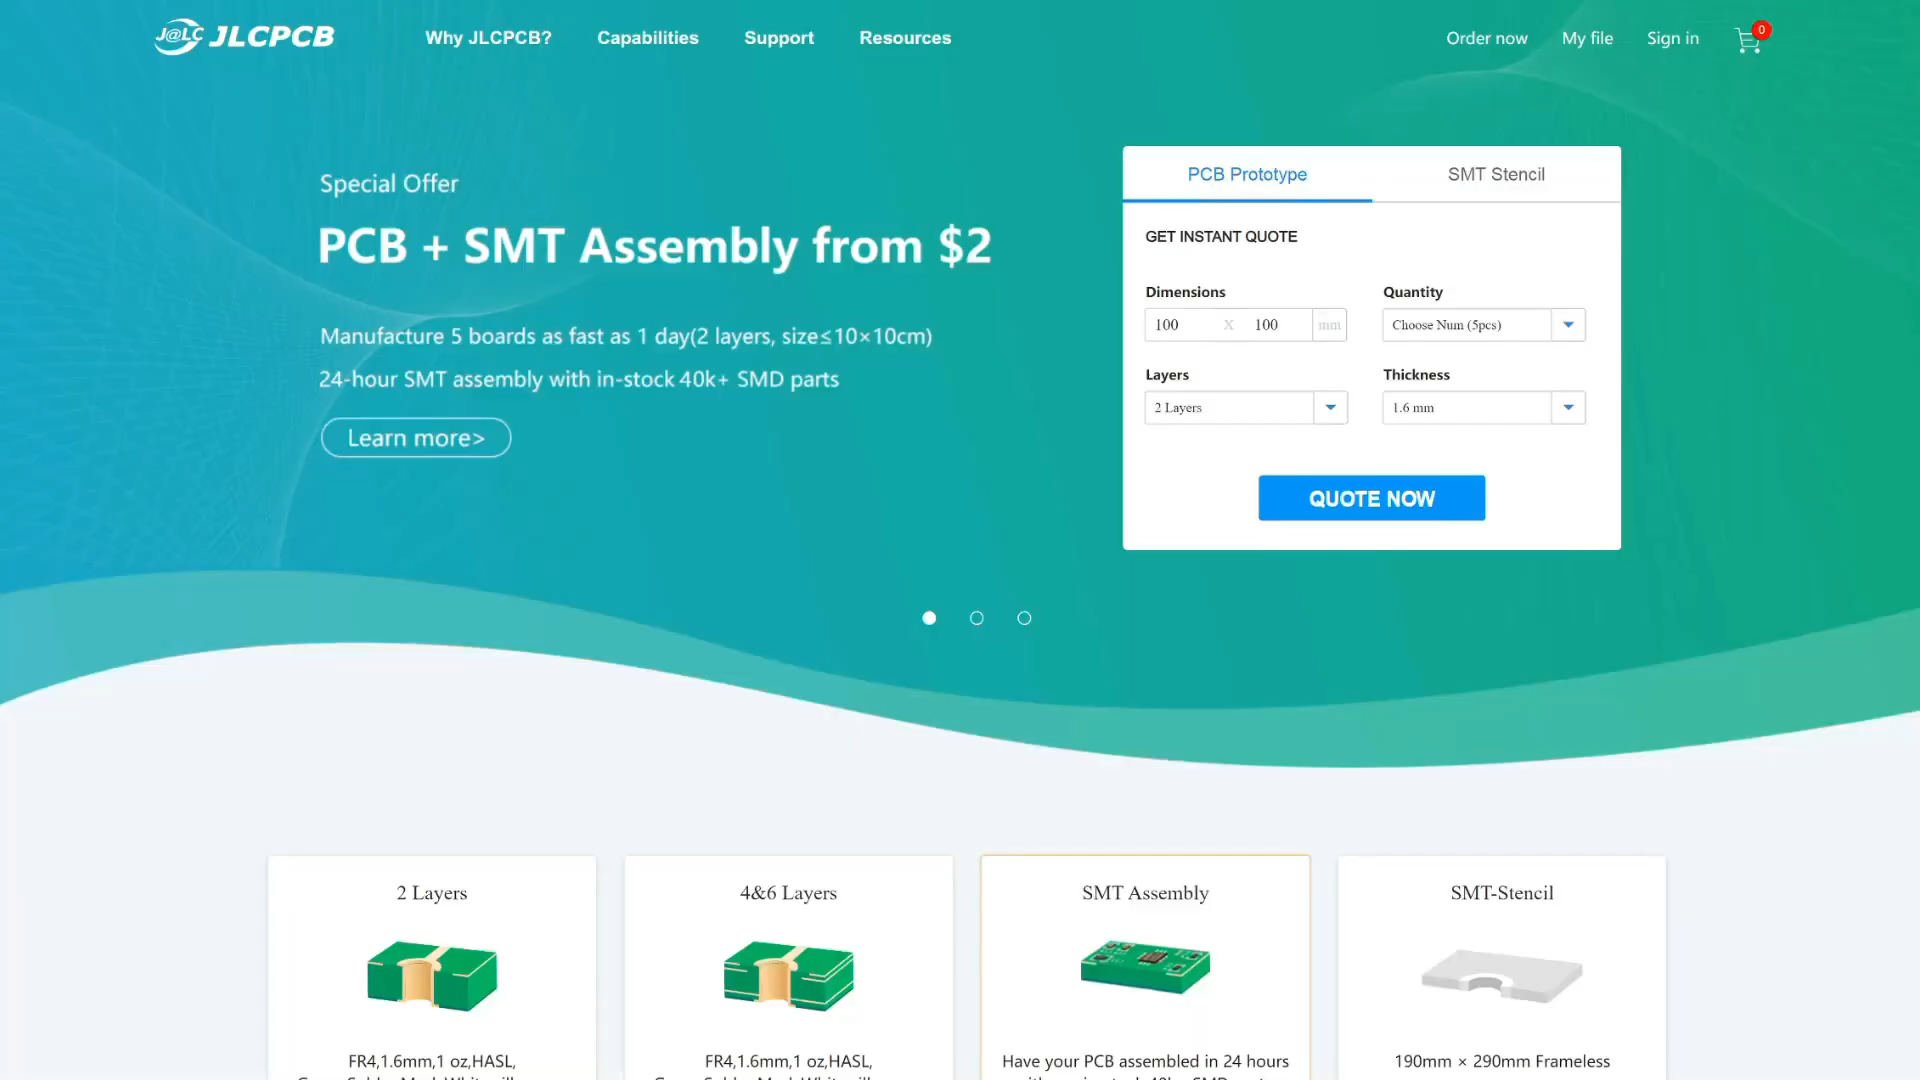 J@LC JLCPCB Why JLCPCB? Capabilities Support Resources Order now My file Sign in 0
Special Offer
PCB + SMT Assembly from $2
Manufacture 5 boards as fast as 1 day(2 layers, size≤10×10cm)
24-hour SMT assembly with in-stock 40k+ SMD parts
Learn more>
PCB Prototype SMT Stencil
GET INSTANT QUOTE
Dimensions Quantity
100 X 100 mm Choose Num (5pcs)
Layers Thickness
2 Layers 1.6 mm
QUOTE NOW
2 Layers
FR4,1.6mm,1 oz,HASL,
4&6 Layers
FR4,1.6mm,1 oz,HASL,
SMT Assembly
Have your PCB assembled in 24 hours
SMT-Stencil
190mm × 290mm Frameless